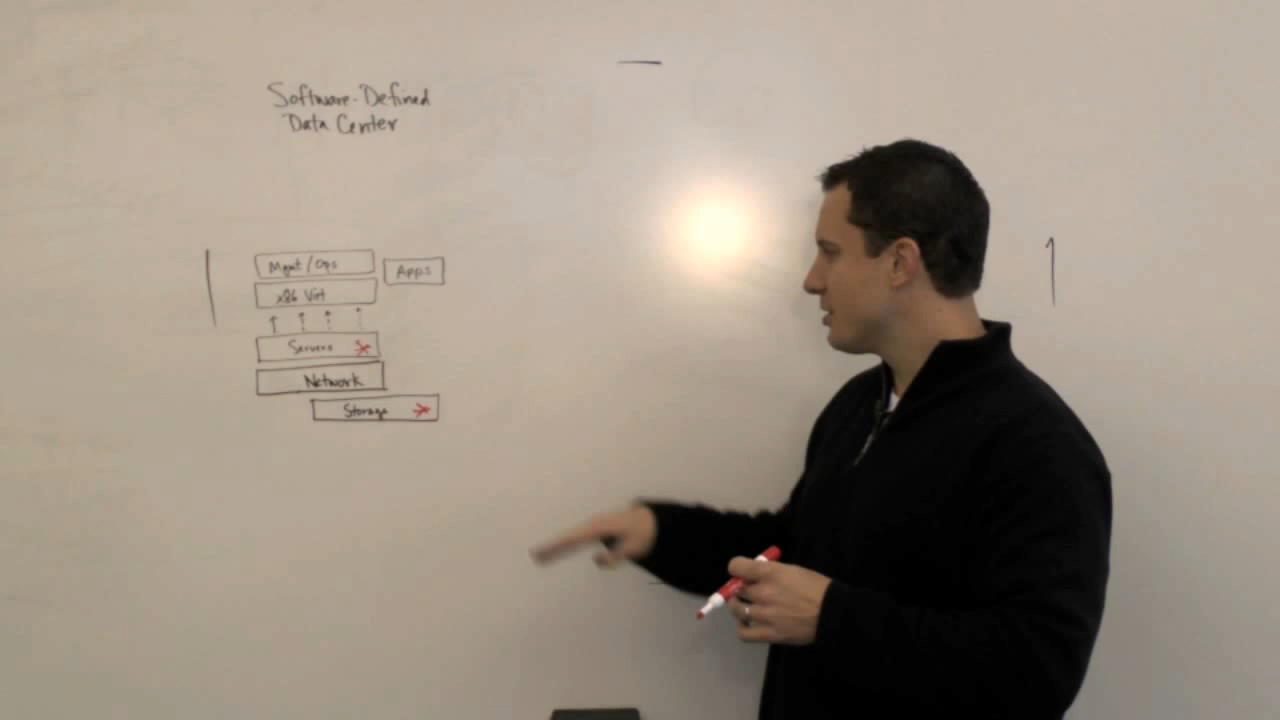 Software-Defined
Data Center
Mgmt/Ops
Apps
x86 Virt
Servers
Network
Storage